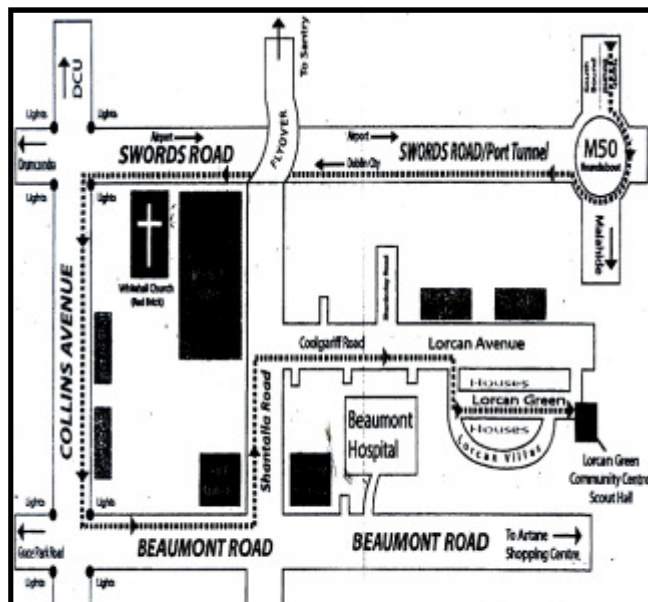 DCU
To Santry
Lights
Lights
Airport
Airport
FLYOVER
South Bound
M50
Roundabout
Drumcondra
SWORDS ROAD
SWORDS ROAD/Port Tunnel
Dublin City
Lights
Lights
Malahide
Whitehall Church
(Red Brick)
COLLINS AVENUE
Shantalla Road
Coolgariff Road
Lorcan Avenue
Houses
Lorcan Green
Houses
Lorcan Villas
Beaumont
Hospital
Lorcan Green
Community Centre
Scout Hall
Lights
Lights
Grace Park Road
BEAUMONT ROAD
BEAUMONT ROAD
To Artane
Shopping Centre
Lights
Lights